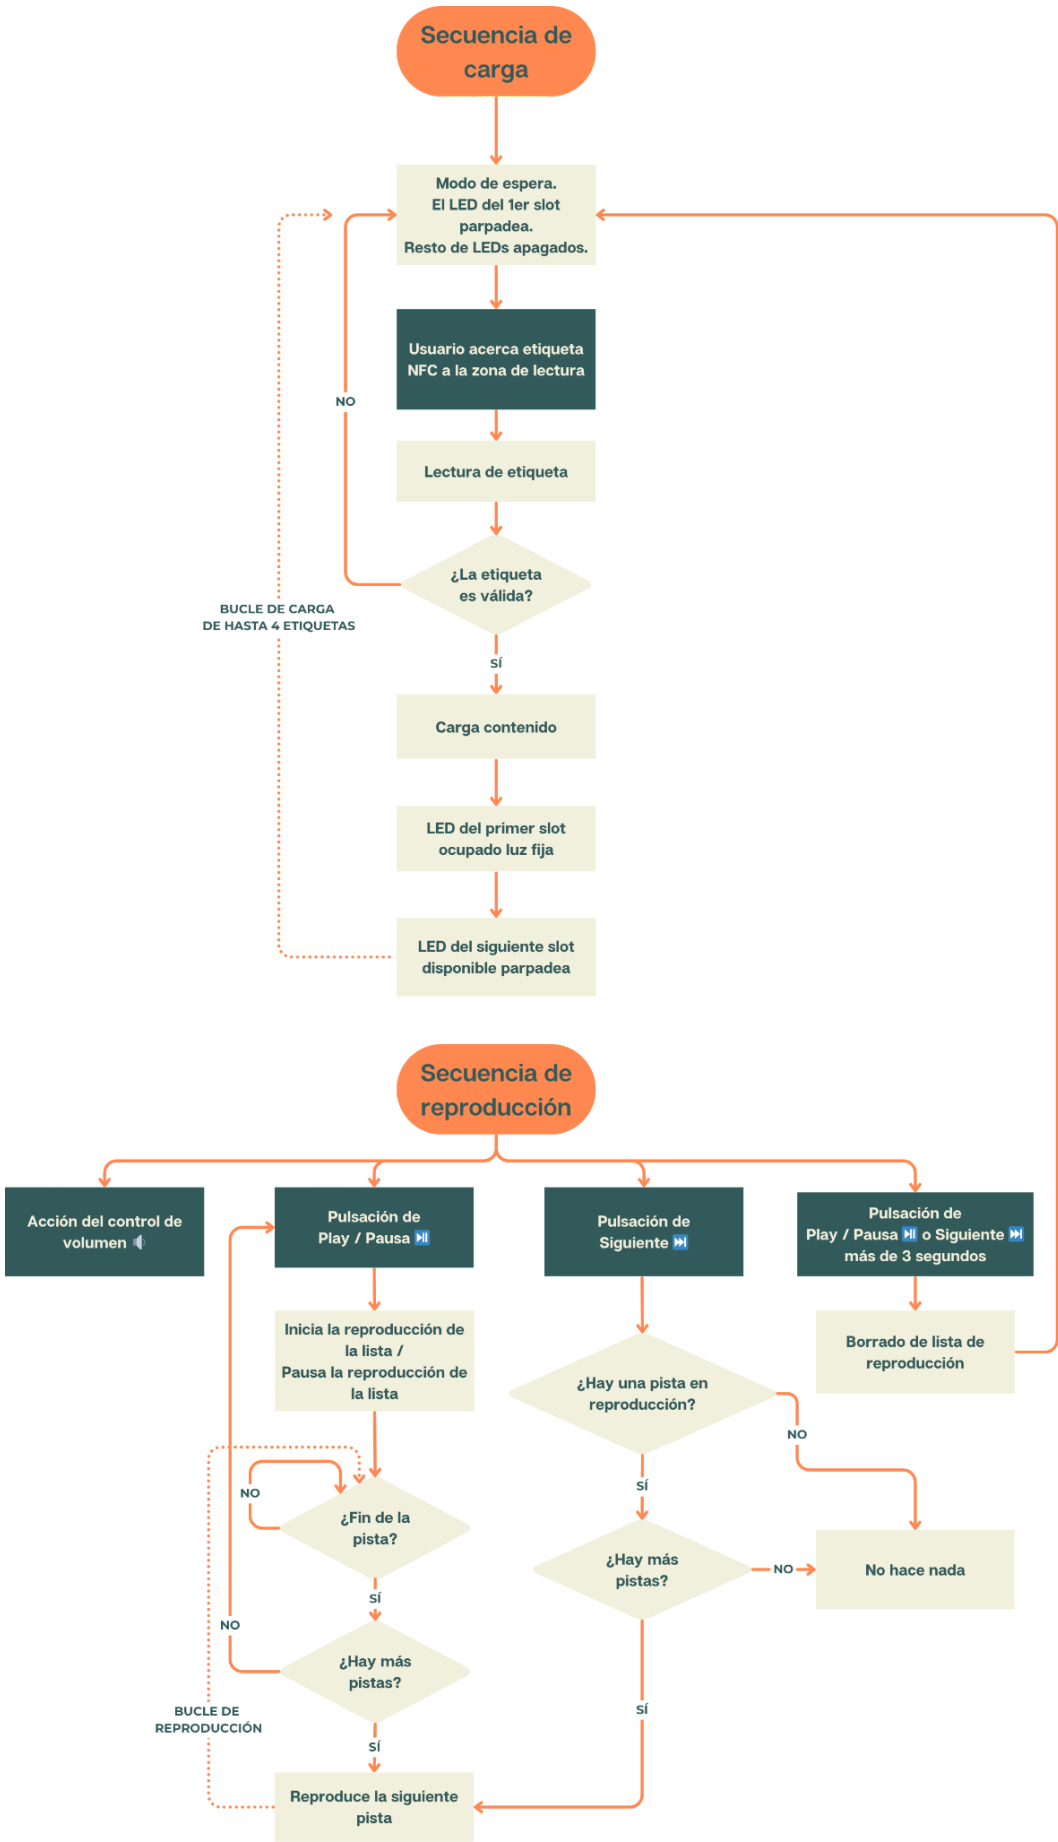 Secuencia de
carga
Modo de espera.
El LED del 1er slot
parpadea.
Resto de LEDs apagados.
Usuario acerca etiqueta
NFC a la zona de lectura
NO
Lectura de etiqueta
¿La etiqueta
es válida?
BUCLE DE CARGA
DE HASTA 4 ETIQUETAS
SÍ
Carga contenido
LED del primer slot
ocupado luz fija
LED del siguiente slot
disponible parpadea
Secuencia de
reproducción
Acción del control de
volumen 🔈
Pulsación de
Play / Pausa ⏯
Pulsación de
Siguiente ⏭
Pulsación de
Play / Pausa ⏯ o Siguiente ⏭
más de 3 segundos
Inicia la reproducción de
la lista /
Pausa la reproducción de
la lista
¿Hay una pista en
reproducción?
Borrado de lista de
reproducción
NO
SÍ
NO
¿Fin de la
pista?
¿Hay más
pistas?
NO
No hace nada
SÍ
NO
¿Hay más
pistas?
SÍ
BUCLE DE
REPRODUCCIÓN
SÍ
Reproduce la siguiente
pista